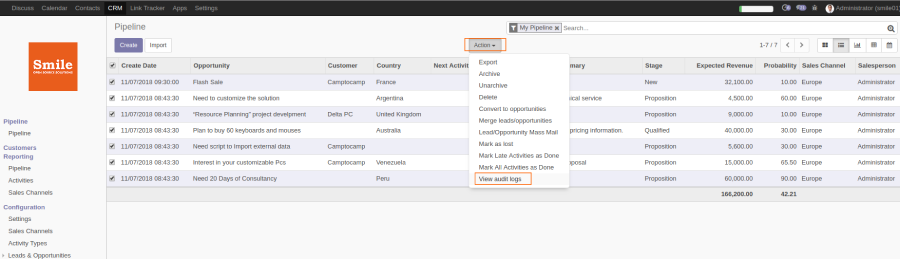 Discuss Calendar Contacts CRM Link Tracker Apps Settings Administrator (smile01)
Pipeline My Pipeline × Search...
Create Import Action 1-7 / 7
Smile
Export
Archive
Unarchive
Delete
Convert to opportunities
Merge leads/opportunities
Lead/Opportunity Mass Mail
Mark as lost
Mark Late Activities as Done
Mark All Activities as Done
View audit logs
Create Date Opportunity Customer Country Next Activit mary Stage Expected Revenue Probability Sales Channel Salesperson
11/07/2018 09:30:00 Flash Sale Camptocamp France New 32,100.00 10.00 Europe Administrator
11/07/2018 08:43:30 Need to customize the solution Argentina ical service Proposition 4,500.00 60.00 Europe Administrator
11/07/2018 08:43:30 "Resource Planning" project develpment Delta PC United Kingdom Proposition 9,000.00 10.00 Europe Administrator
11/07/2018 08:43:30 Plan to buy 60 keyboards and mouses Australia pricing information. Qualified 40,000.00 30.00 Europe Administrator
11/07/2018 08:43:30 Need script to Import external data Camptocamp Proposition 5,600.00 30.00 Europe Administrator
11/07/2018 08:43:30 Interest in your customizable Pcs Camptocamp Venezuela oposal Proposition 15,000.00 65.50 Europe Administrator
11/07/2018 08:43:30 Need 20 Days of Consultancy Peru Proposition 60,000.00 90.00 Europe Administrator
166,200.00 42.21
Pipeline
Pipeline
Customers
Reporting
Pipeline
Activities
Sales Channels
Configuration
Settings
Sales Channels
Activity Types
Leads & Opportunities